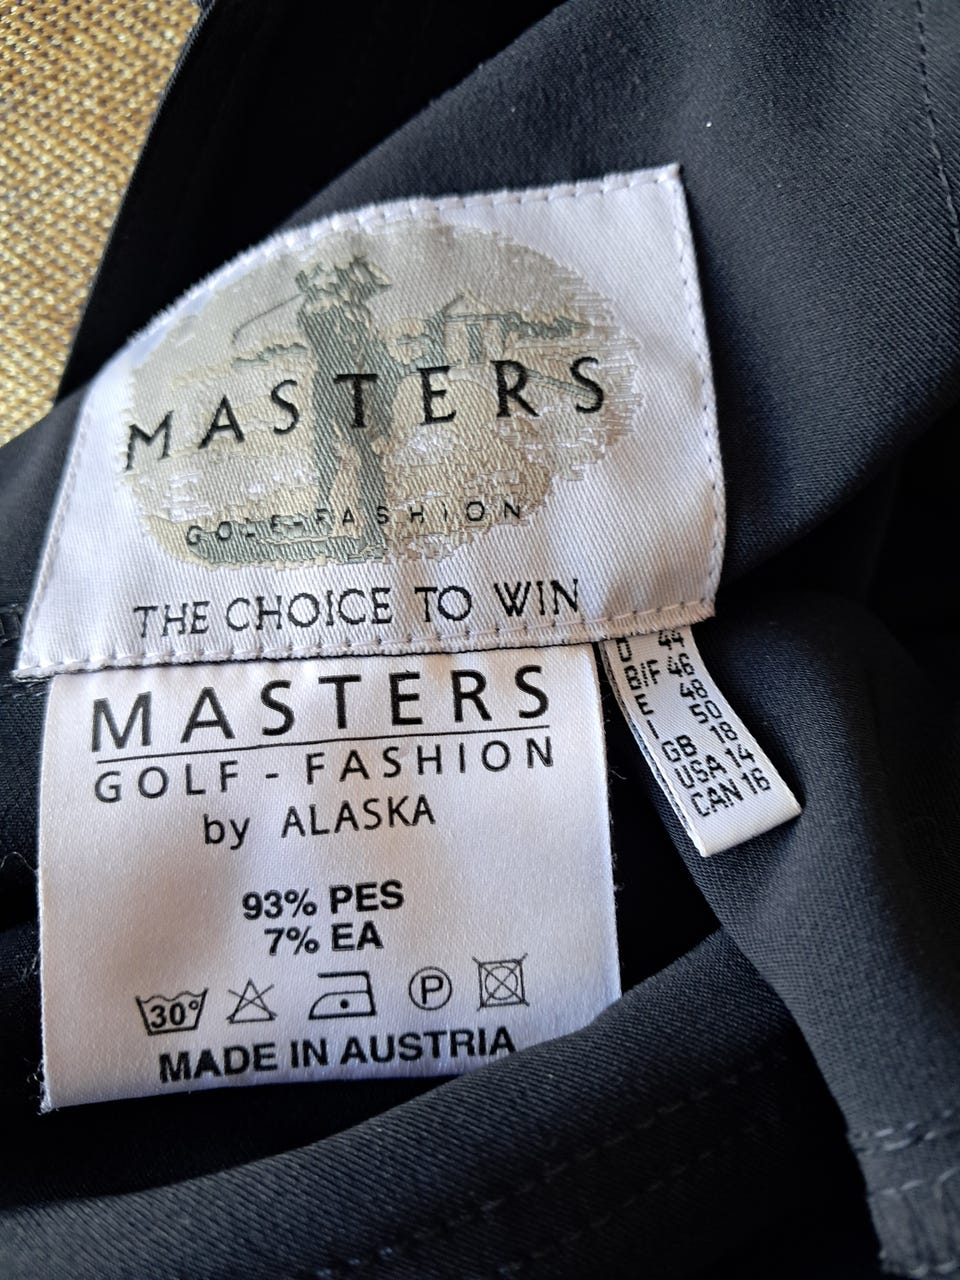 MASTERS
GOLF-FASHION
THE CHOICE TO WIN
MASTERS
GOLF - FASHION
by ALASKA
93% PES
7% EA
30°
P
MADE IN AUSTRIA
D 44
B/F 46
E 48
I 50
GB 18
USA 14
CAN 16